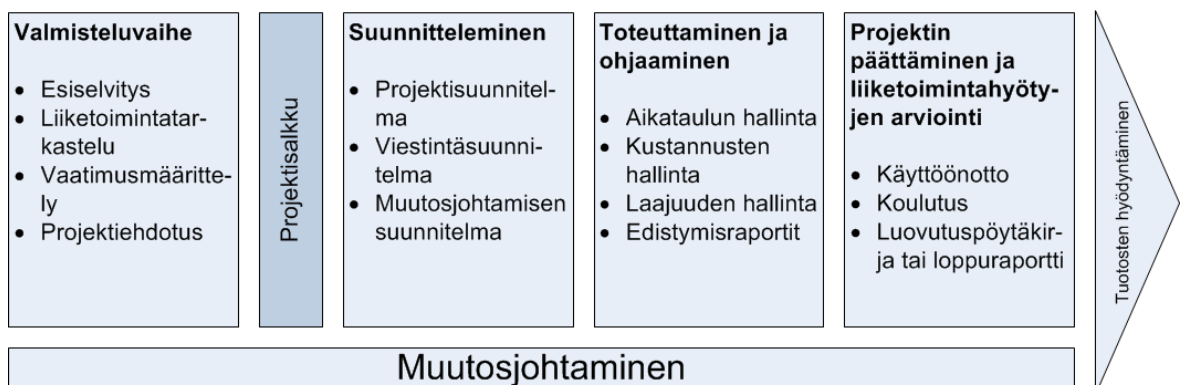 Valmisteluvaihe
• Esiselvitys
• Liiketoimintatar-
kastelu
• Vaatimusmääritte-
ly
• Projektiehdotus
Projektisalkku
Suunnitteleminen
• Projektisuunnitel-
ma
• Viestintäsuunni-
telma
• Muutosjohtamisen
suunnitelma
Toteuttaminen ja
ohjaaminen
• Aikataulun hallinta
• Kustannusten
hallinta
• Laajuuden hallinta
• Edistymisraportit
Projektin
päättäminen ja
liiketoimintahyöty-
jen arviointi
• Käyttöönotto
• Koulutus
• Luovutuspöytäkir-
ja tai loppuraportti
Tuotosten hyödyntäminen
Muutosjohtaminen